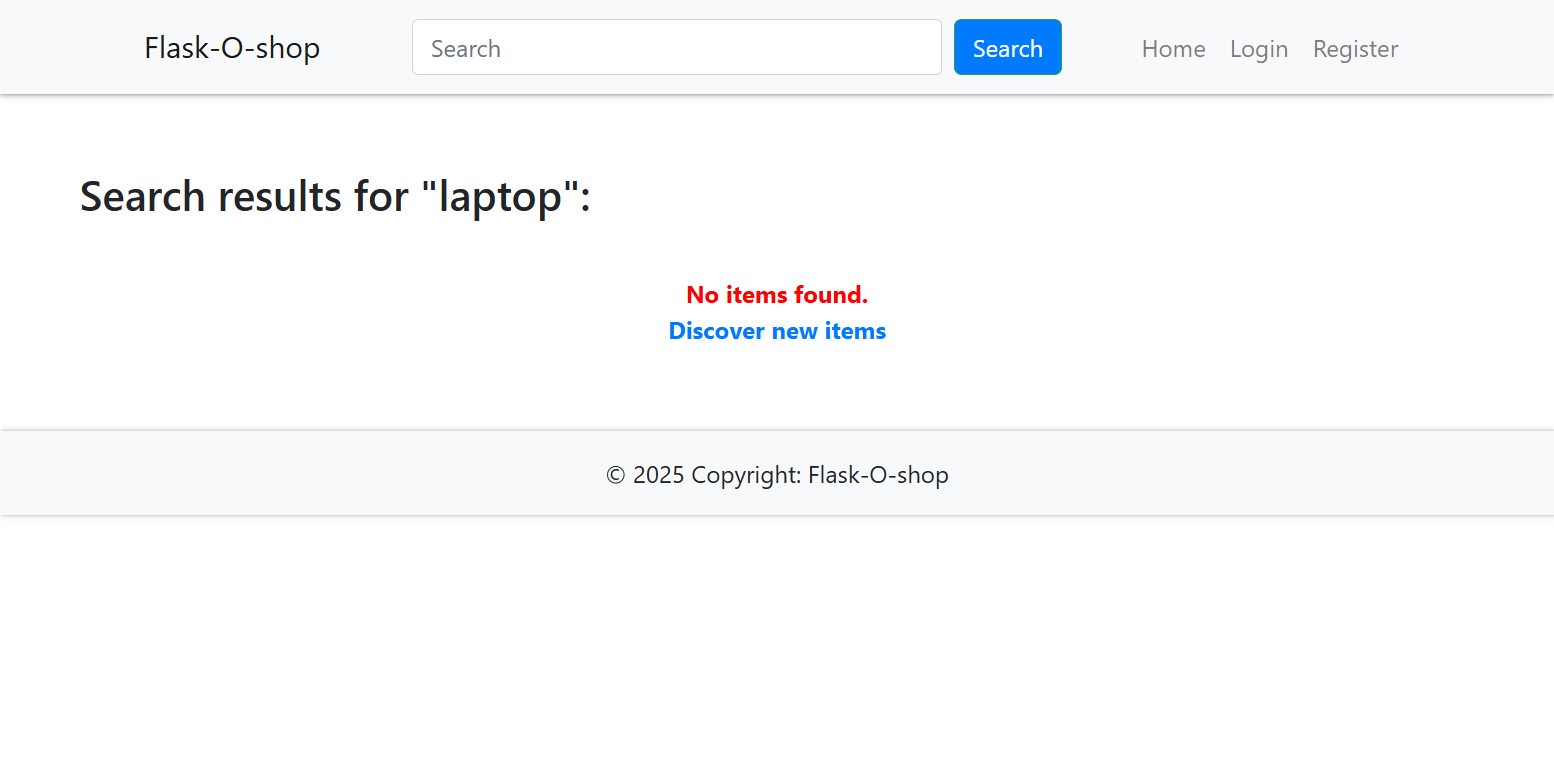 Flask-O-shop Search Search Home Login Register
Search results for "laptop":
No items found.
Discover new items
© 2025 Copyright: Flask-O-shop